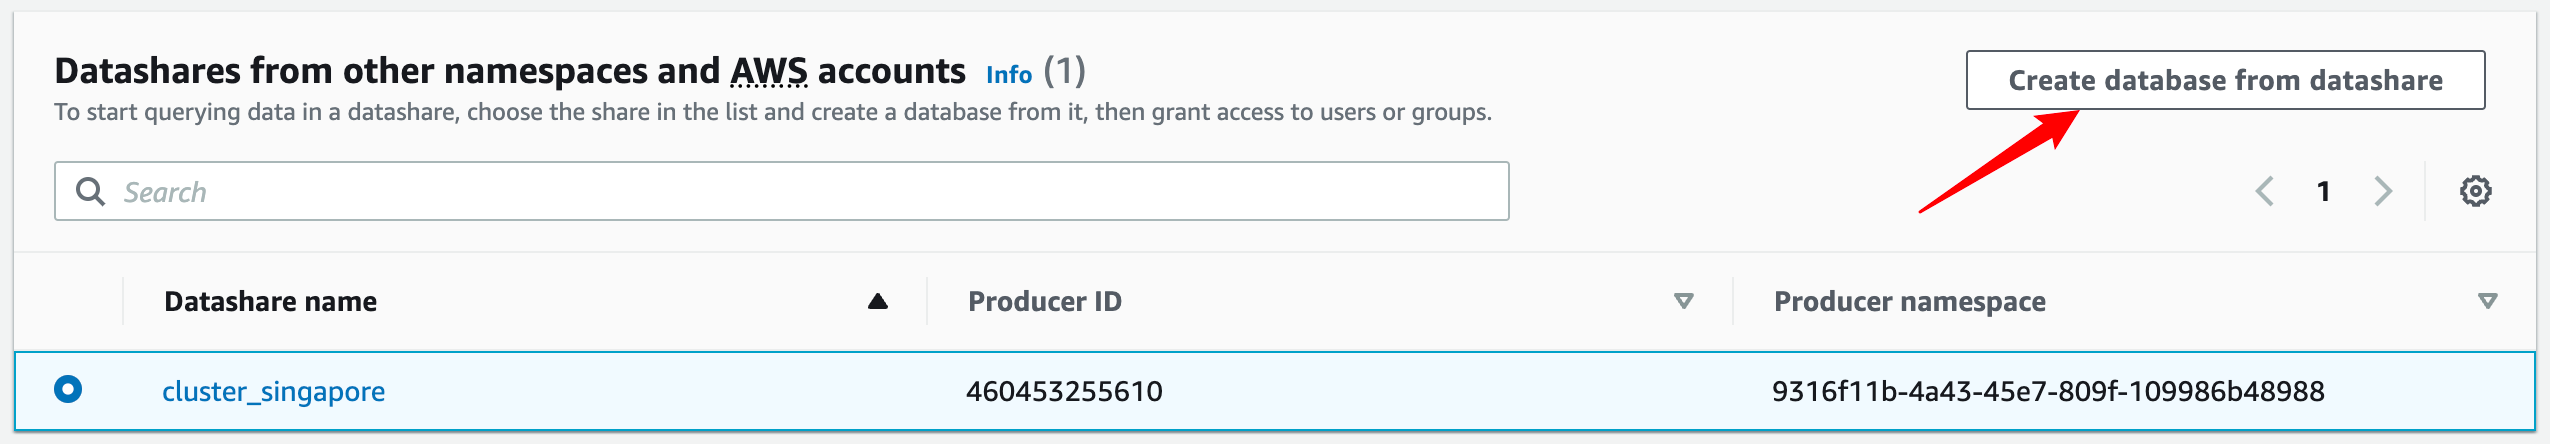 Datashares from other namespaces and AWS accounts Info (1)
Create database from datashare
To start querying data in a datashare, choose the share in the list and create a database from it, then grant access to users or groups.
Search
1
Datashare name Producer ID Producer namespace
cluster_singapore 460453255610 9316f11b-4a43-45e7-809f-109986b48988